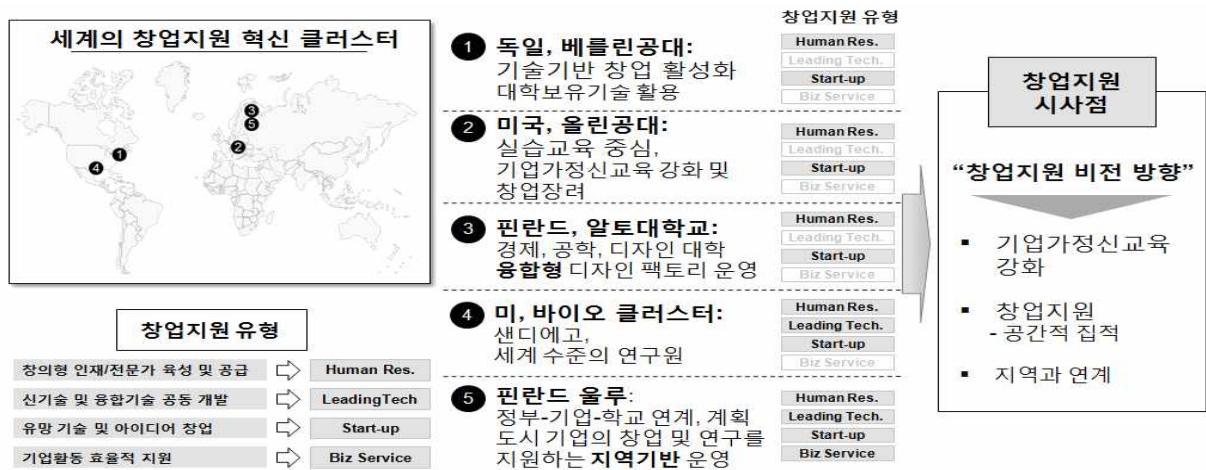 세계의 창업지원 혁신 클러스터
3
5
2
1
4
창업지원 유형
창의형 인재/전문가 육성 및 공급
Human Res.
신기술 및 융합기술 공동 개발
LeadingTech
유망 기술 및 아이디어 창업
Start-up
기업활동 효율적 지원
Biz Service
창업지원 유형
1 독일, 베를린공대:
기술기반 창업 활성화
대학보유기술 활용
Human Res.
Leading Tech.
Start-up
Biz Service
2 미국, 올린공대:
실습교육 중심,
기업가정신교육 강화 및
창업장려
Human Res.
Leading Tech.
Start-up
Biz Service
3 핀란드, 알토대학교:
경제, 공학, 디자인 대학
융합형 디자인 팩토리 운영
Human Res.
Leading Tech.
Start-up
Biz Service
4 미, 바이오 클러스터:
샌디에고,
세계 수준의 연구원
Human Res.
Leading Tech.
Start-up
Biz Service
5 핀란드 울루:
정부-기업-학교 연계, 계획
도시 기업의 창업 및 연구를
지원하는 지역기반 운영
Human Res.
Leading Tech.
Start-up
Biz Service
창업지원
시사점
“창업지원 비전 방향”
▪ 기업가정신교육
강화
▪ 창업지원
- 공간적 집적
▪ 지역과 연계